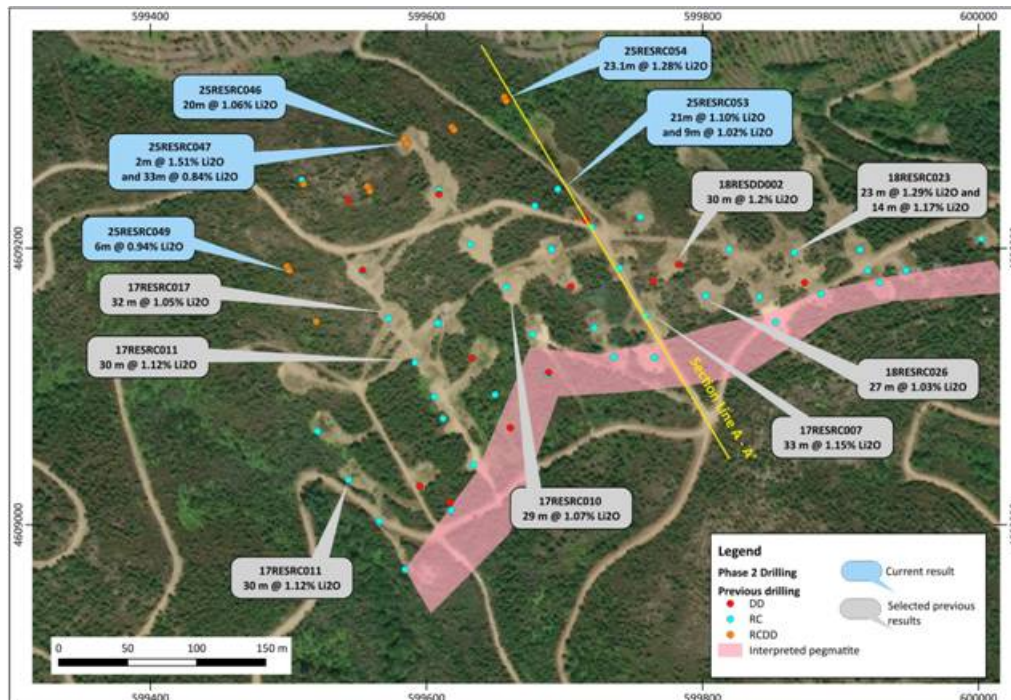 599400
599600
599800
600000
25RESRC054
23.1m @ 1.28% Li2O
25RESRC046
20m @ 1.06% Li2O
25RESRC053
21m @ 1.10% Li2O
and 9m @ 1.02% Li2O
25RESRC047
2m @ 1.51% Li2O
and 33m @ 0.84% Li2O
18RESDD002
30 m @ 1.2% Li2O
18RESRC023
23 m @ 1.29% Li2O and
14 m @ 1.17% Li2O
4609200
25RESRC049
6m @ 0.94% Li2O
17RESRC017
32 m @ 1.05% Li2O
17RESRC011
30 m @ 1.12% Li2O
Section Line A - A'
18RESRC026
27 m @ 1.03% Li2O
17RESRC007
33 m @ 1.15% Li2O
17RESRC010
29 m @ 1.07% Li2O
4609000
17RESRC011
30 m @ 1.12% Li2O
Legend
Phase 2 Drilling
Previous drilling
DD
RC
RCDD
Interpreted pegmatite
Current result
Selected previous
results
0 50 100 150 m
599400
599600
599800
600000